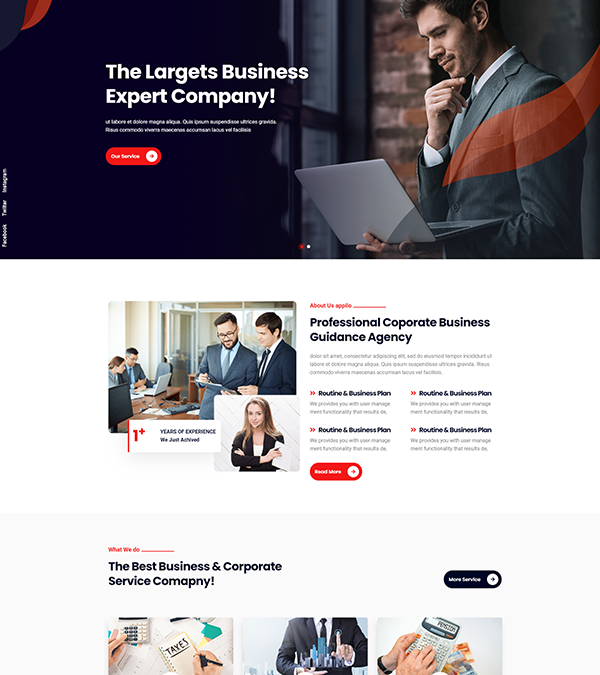 The Largets Business
Expert Company!
ut labore et dolore magna aliqua. Quis ipsum suspendisse ultrices gravida.
Risus commodo viverra maecenas accumsan lacus vel facilisis
Our Service
Instagram
Twitter
Facebook
About Us appilo
Professional Coporate Business
Guidance Agency
dolor sit amet, consectetur adipiscing elit, sed do eiusmod tempor incididunt ut
labore et dolore magna aliqua. Quis ipsum suspendisse ultrices gravida. Risus
commodo viverra maecenas accumsan lacus vel facilisis.
Routine & Business Plan
We provides you with user manage
ment functionality that results de,
Routine & Business Plan
We provides you with user manage
ment functionality that results de,
Routine & Business Plan
We provides you with user manage
ment functionality that results de,
Routine & Business Plan
We provides you with user manage
ment functionality that results de,
1+
YEARS OF EXPERIENCE
We Just Achived
Read More
What We do
The Best Business & Corporate
Service Comapny!
More Service
TAXES
PENSION